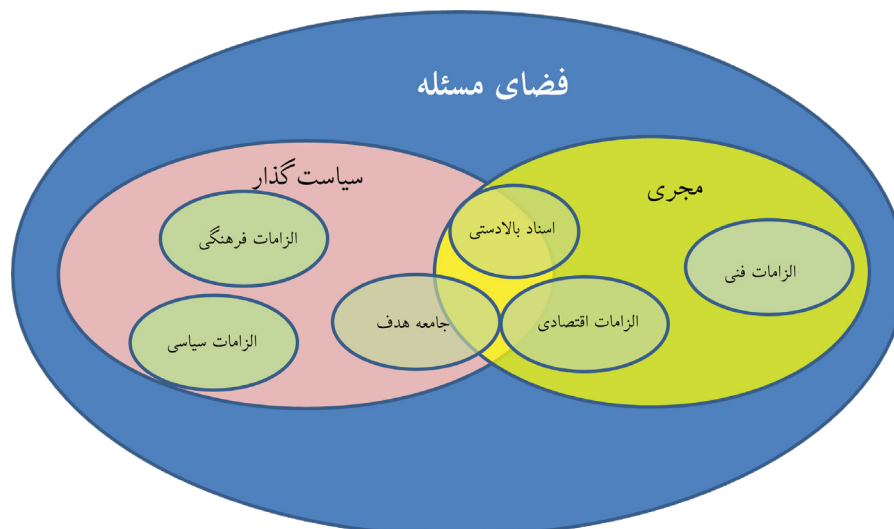 فضای مسئله
مجری
سیاست‌گذار
اسناد بالادستی
الزامات فرهنگی
الزامات فنی
الزامات اقتصادی
جامعه هدف
الزامات سیاسی